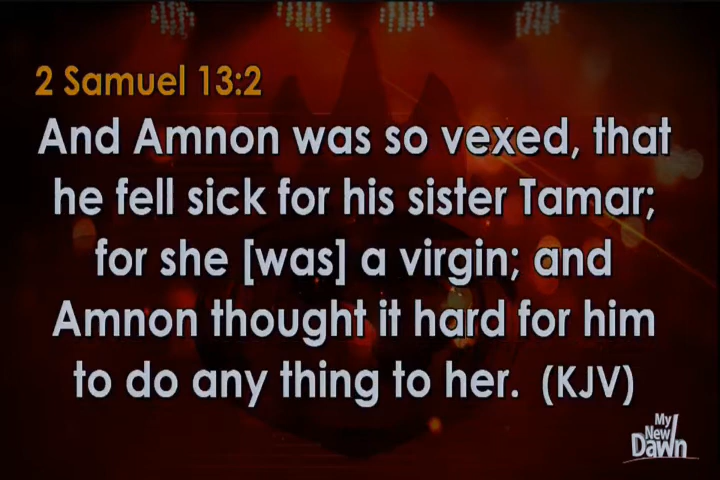 2 Samuel 13:2
And Amnon was so vexed, that
he fell sick for his sister Tamar;
for she [was] a virgin; and
Amnon thought it hard for him
to do any thing to her. (KJV)
My
New
Dawn